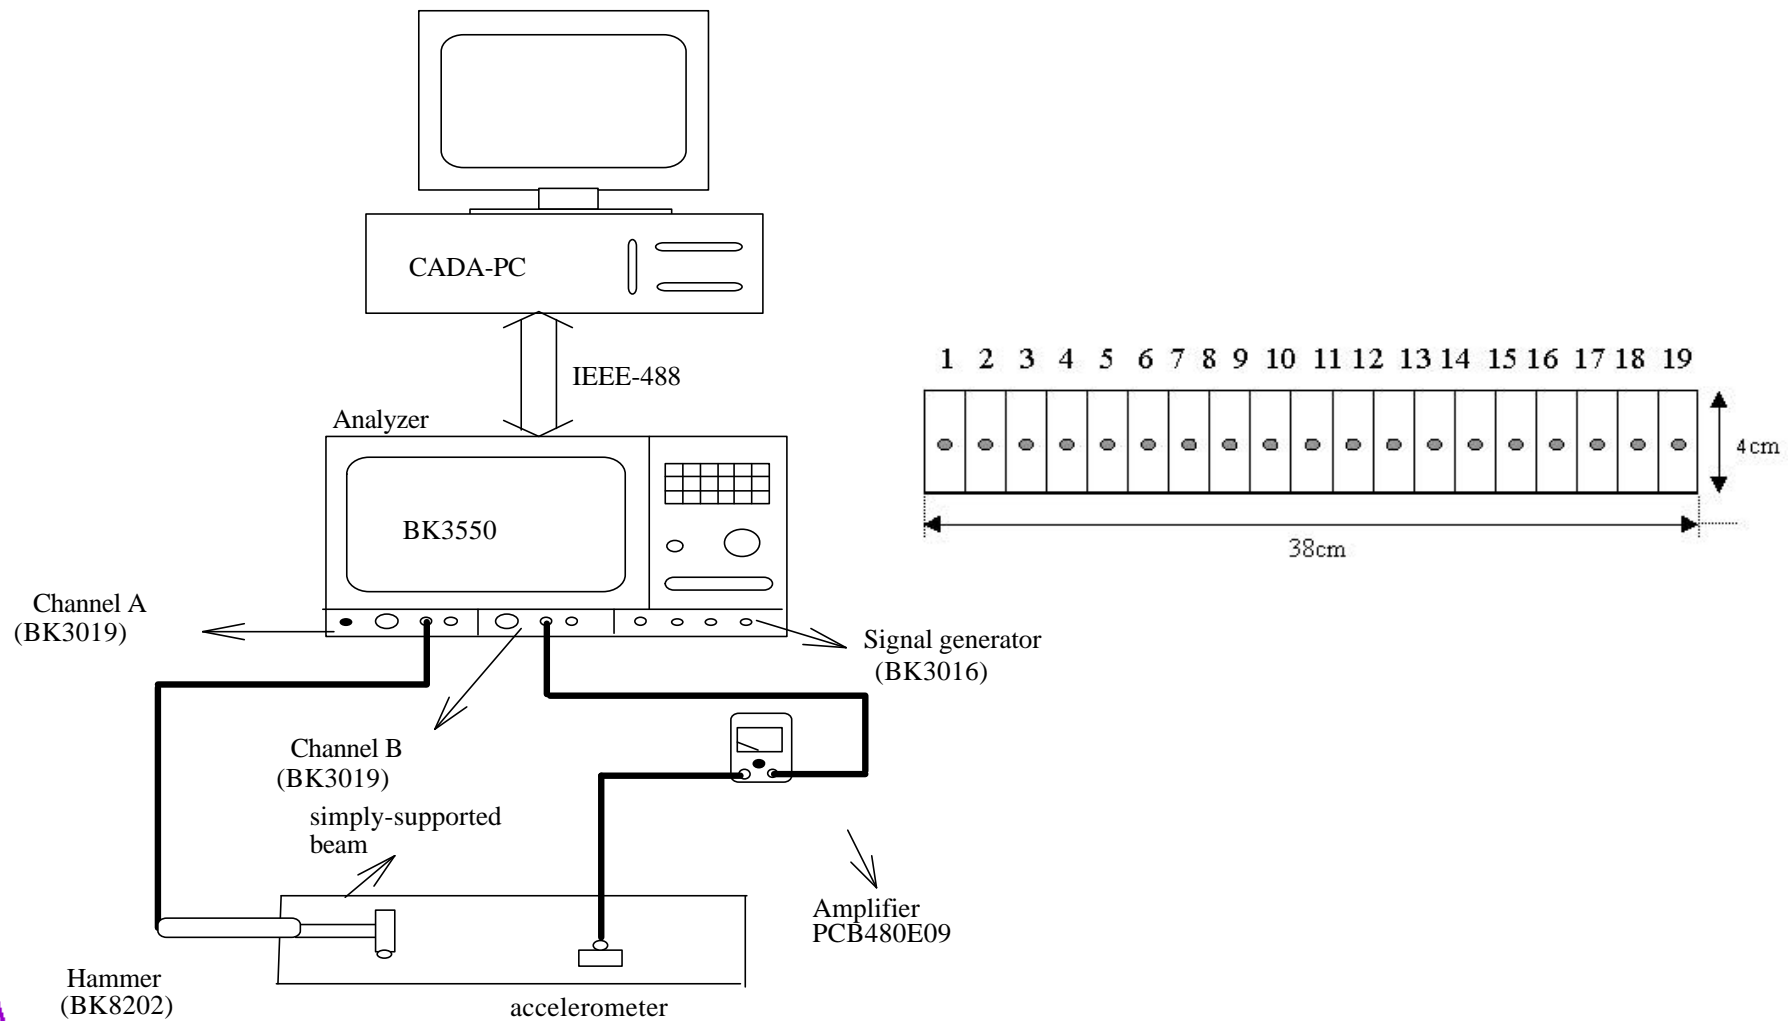 CADA-PC
IEEE-488
Analyzer
BK3550
Channel A
(BK3019)
Signal generator
(BK3016)
Channel B
(BK3019)
simply-supported
beam
Amplifier
PCB480E09
Hammer
(BK8202)
accelerometer
1 2 3 4 5 6 7 8 9 10 11 12 13 14 15 16 17 18 19
4cm
38cm